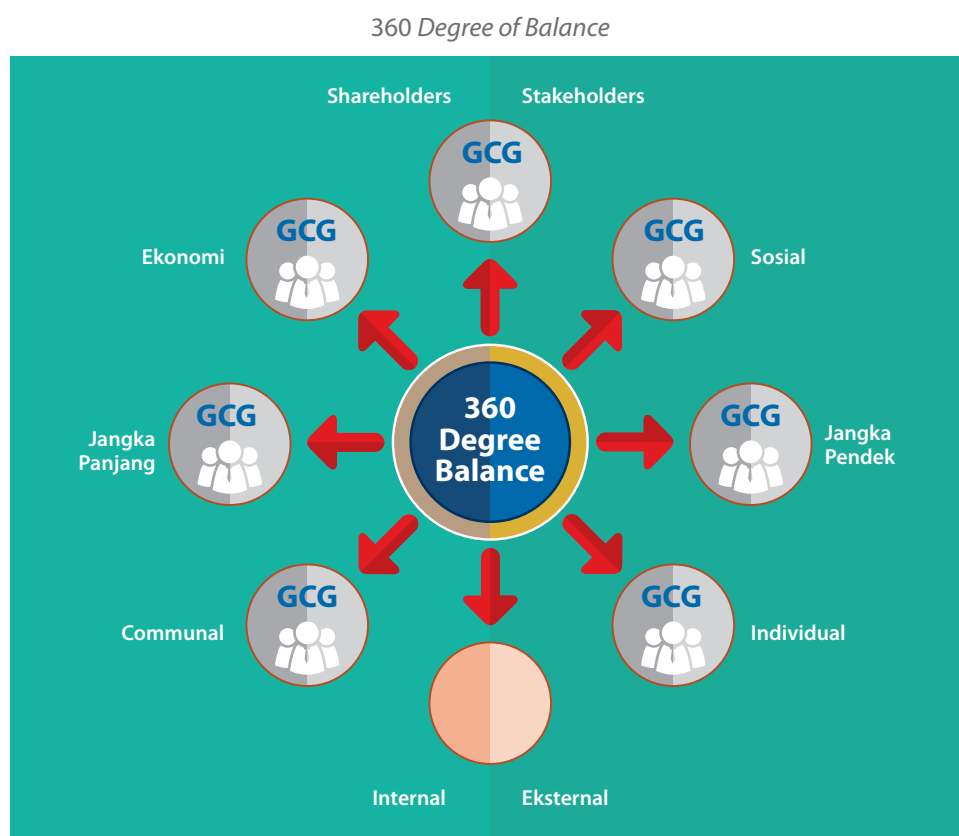 360 Degree of Balance
Shareholders
Stakeholders
GCG
Ekonomi
GCG
GCG
Sosial
Jangka
Panjang
GCG
360
Degree
Balance
GCG
Jangka
Pendek
Communal
GCG
GCG
Individual
Internal
Eksternal